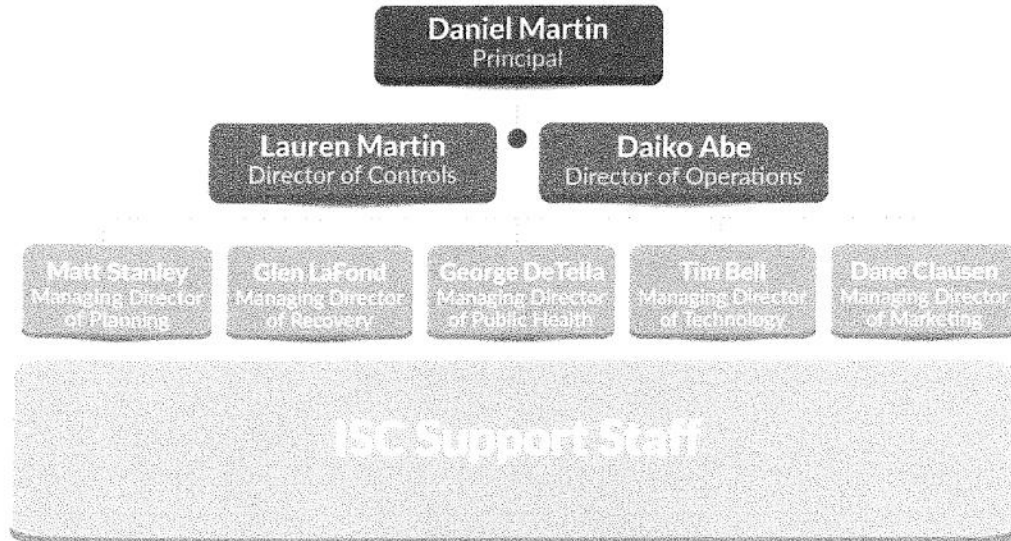 Daniel Martin
Principal
Lauren Martin
Director of Controls
Daiko Abe
Director of Operations
Matt Stanley
Managing Director
of Planning
Glen LaFond
Managing Director
of Recovery
George DeTella
Managing Director
of Public Health
Tim Bell
Managing Director
of Technology
Dane Clausen
Managing Director
of Marketing
ISC Support Staff